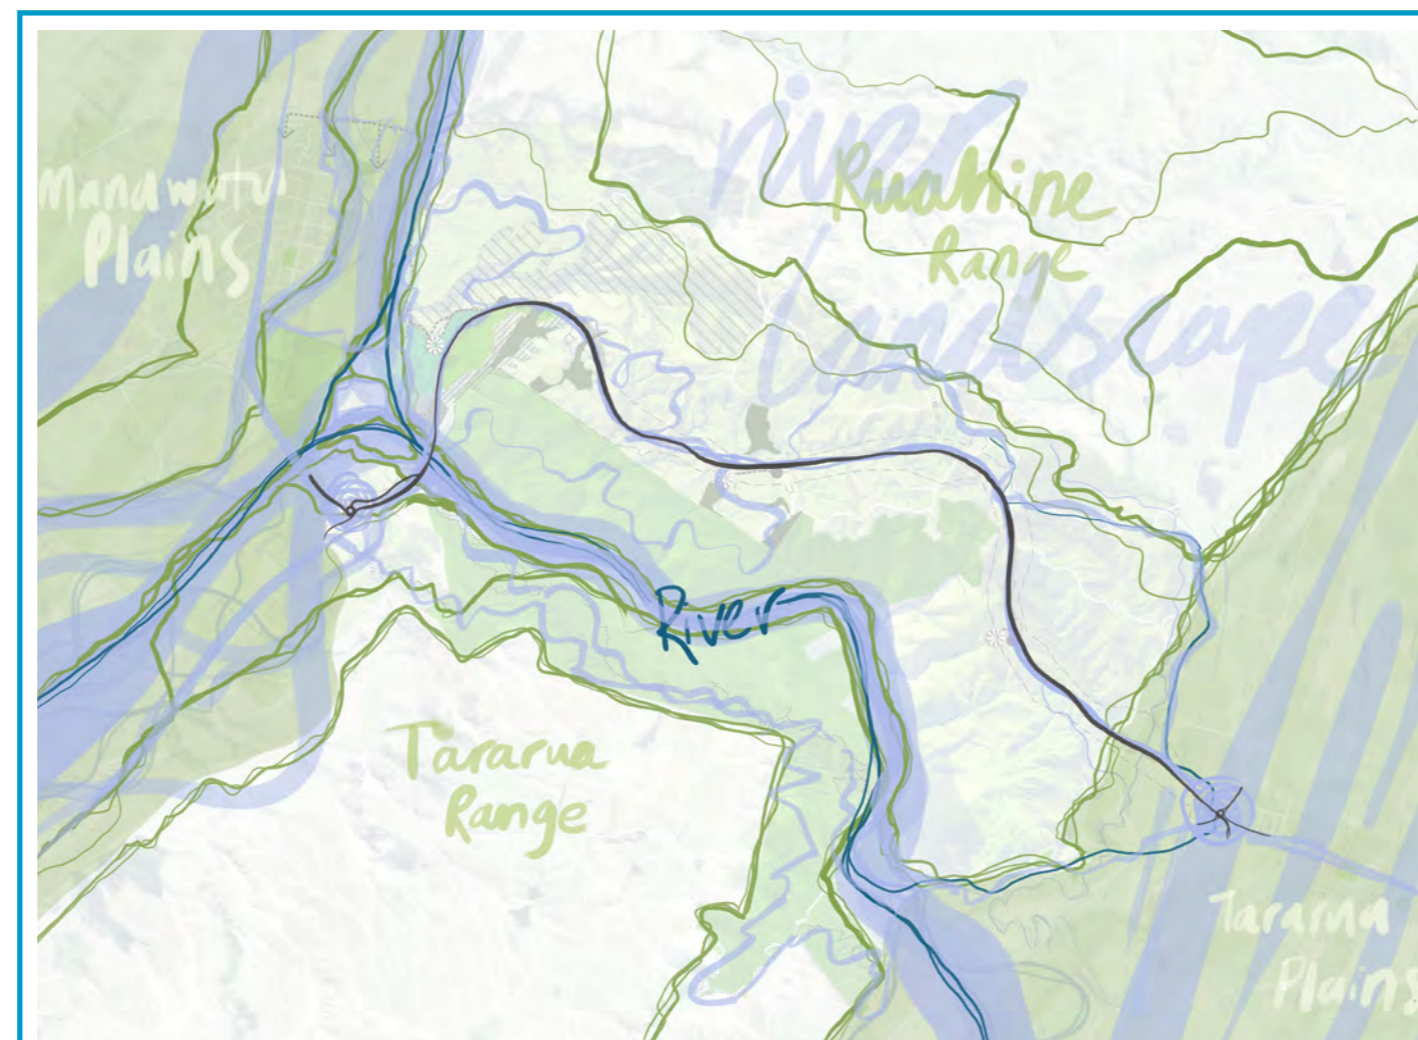 river
Landscape
Manawatu
Plains
Ruahine
Range
River
Tararua
Range
Tararua
Plains